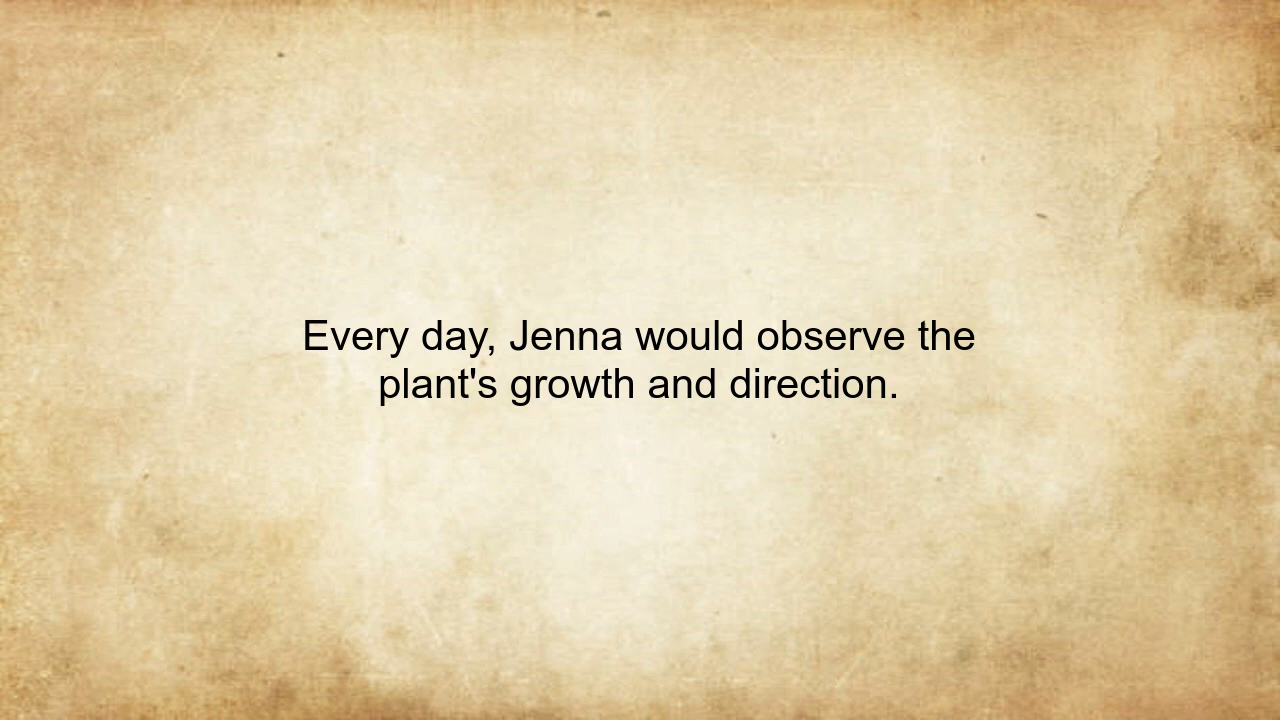 Every day, Jenna would observe the
plant's growth and direction.